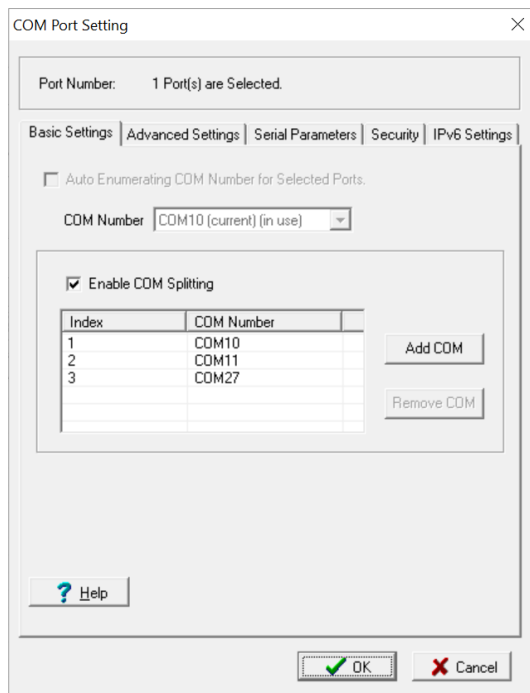 COM Port Setting
Port Number: 1 Port(s) are Selected.
Basic Settings Advanced Settings Serial Parameters Security IPv6 Settings
Auto Enumerating COM Number for Selected Ports.
COM Number COM10 (current) (in use)
Enable COM Splitting
Index COM Number
1 COM10
2 COM11
3 COM27
Add COM
Remove COM
? Help
OK Cancel